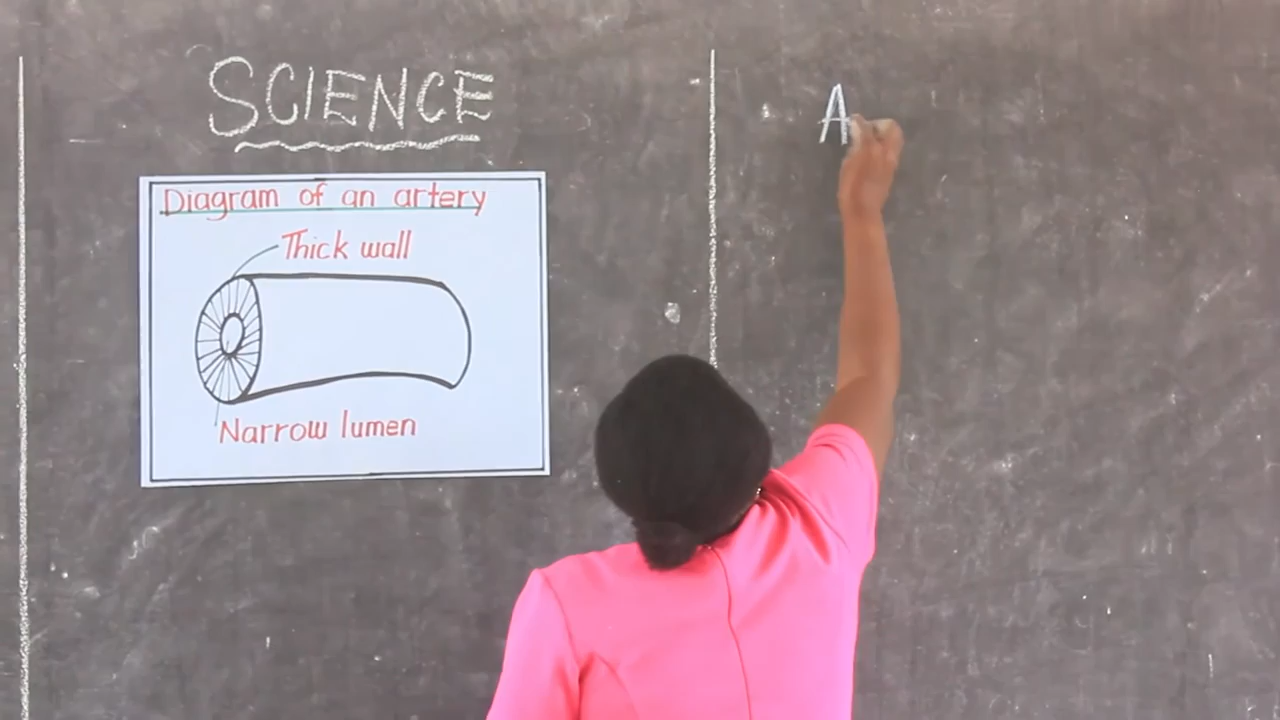 SCIENCE
Diagram of an artery
Thick wall
Narrow lumen
A